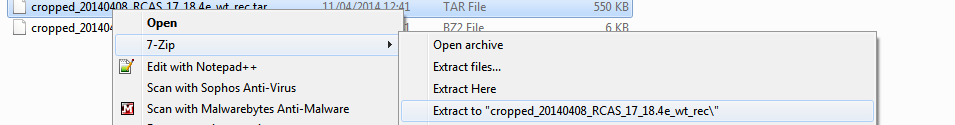 cropped_20140408_RCAS_17_18.4e_wt_rec.tar 11/04/2014 12:41 TAR File 550 KB
cropped_20140 BZ2 File 6 KB
Open
7-Zip
Edit with Notepad++
Scan with Sophos Anti-Virus
Scan with Malwarebytes Anti-Malware
Open archive
Extract files...
Extract Here
Extract to "cropped_20140408_RCAS_17_18.4e_wt_rec\"